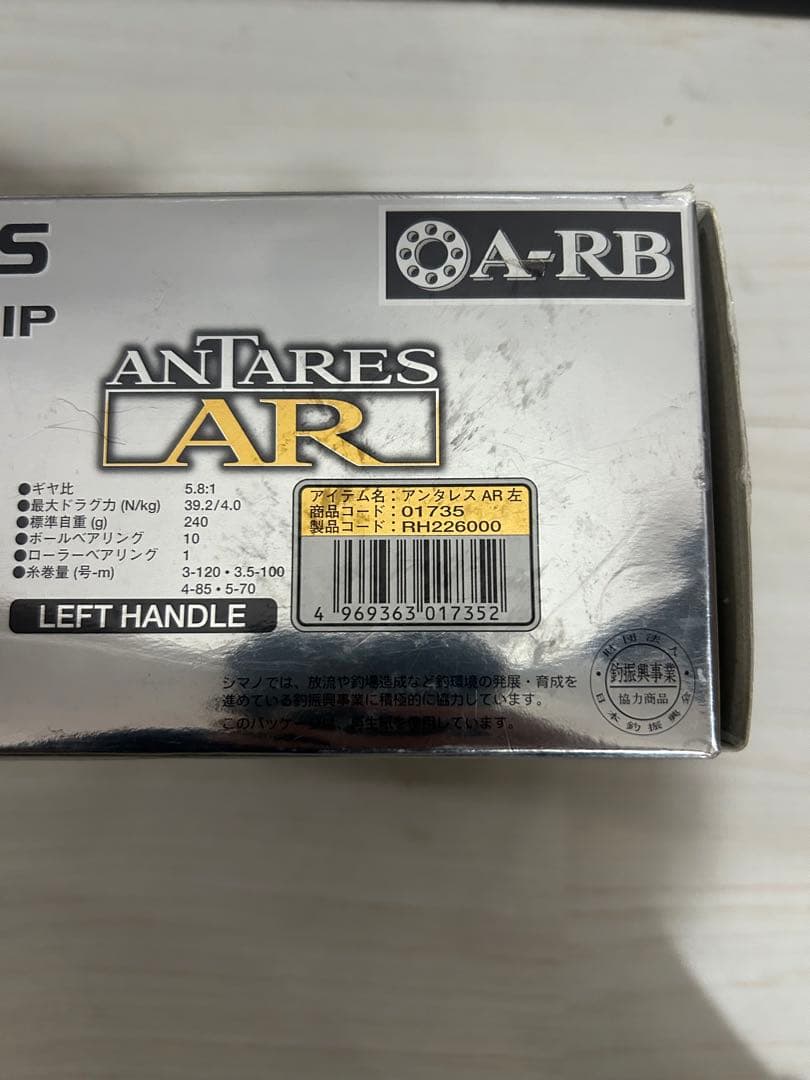 S
IP
A-RB
ANTARES
AR
●ギヤ比 5.8:1
●最大ドラグ力 (N/kg) 39.2/4.0
●標準自重 (g) 240
●ボールベアリング 10
●ローラーベアリング 1
●糸巻量 (号-m) 3-120・3.5-100
4-85・5-70
LEFT HANDLE
アイテム名：アンタレス AR 左
商品コード：01735
製品コード：RH226000
4 969363 017352
シマノでは、放流や釣場造成など釣環境の発展・育成を
進めている釣振興事業に積極的に協力しています。
このパッケージは、再生紙を使用しています。
財団法人
釣振興事業
協力商品
日本釣振興会